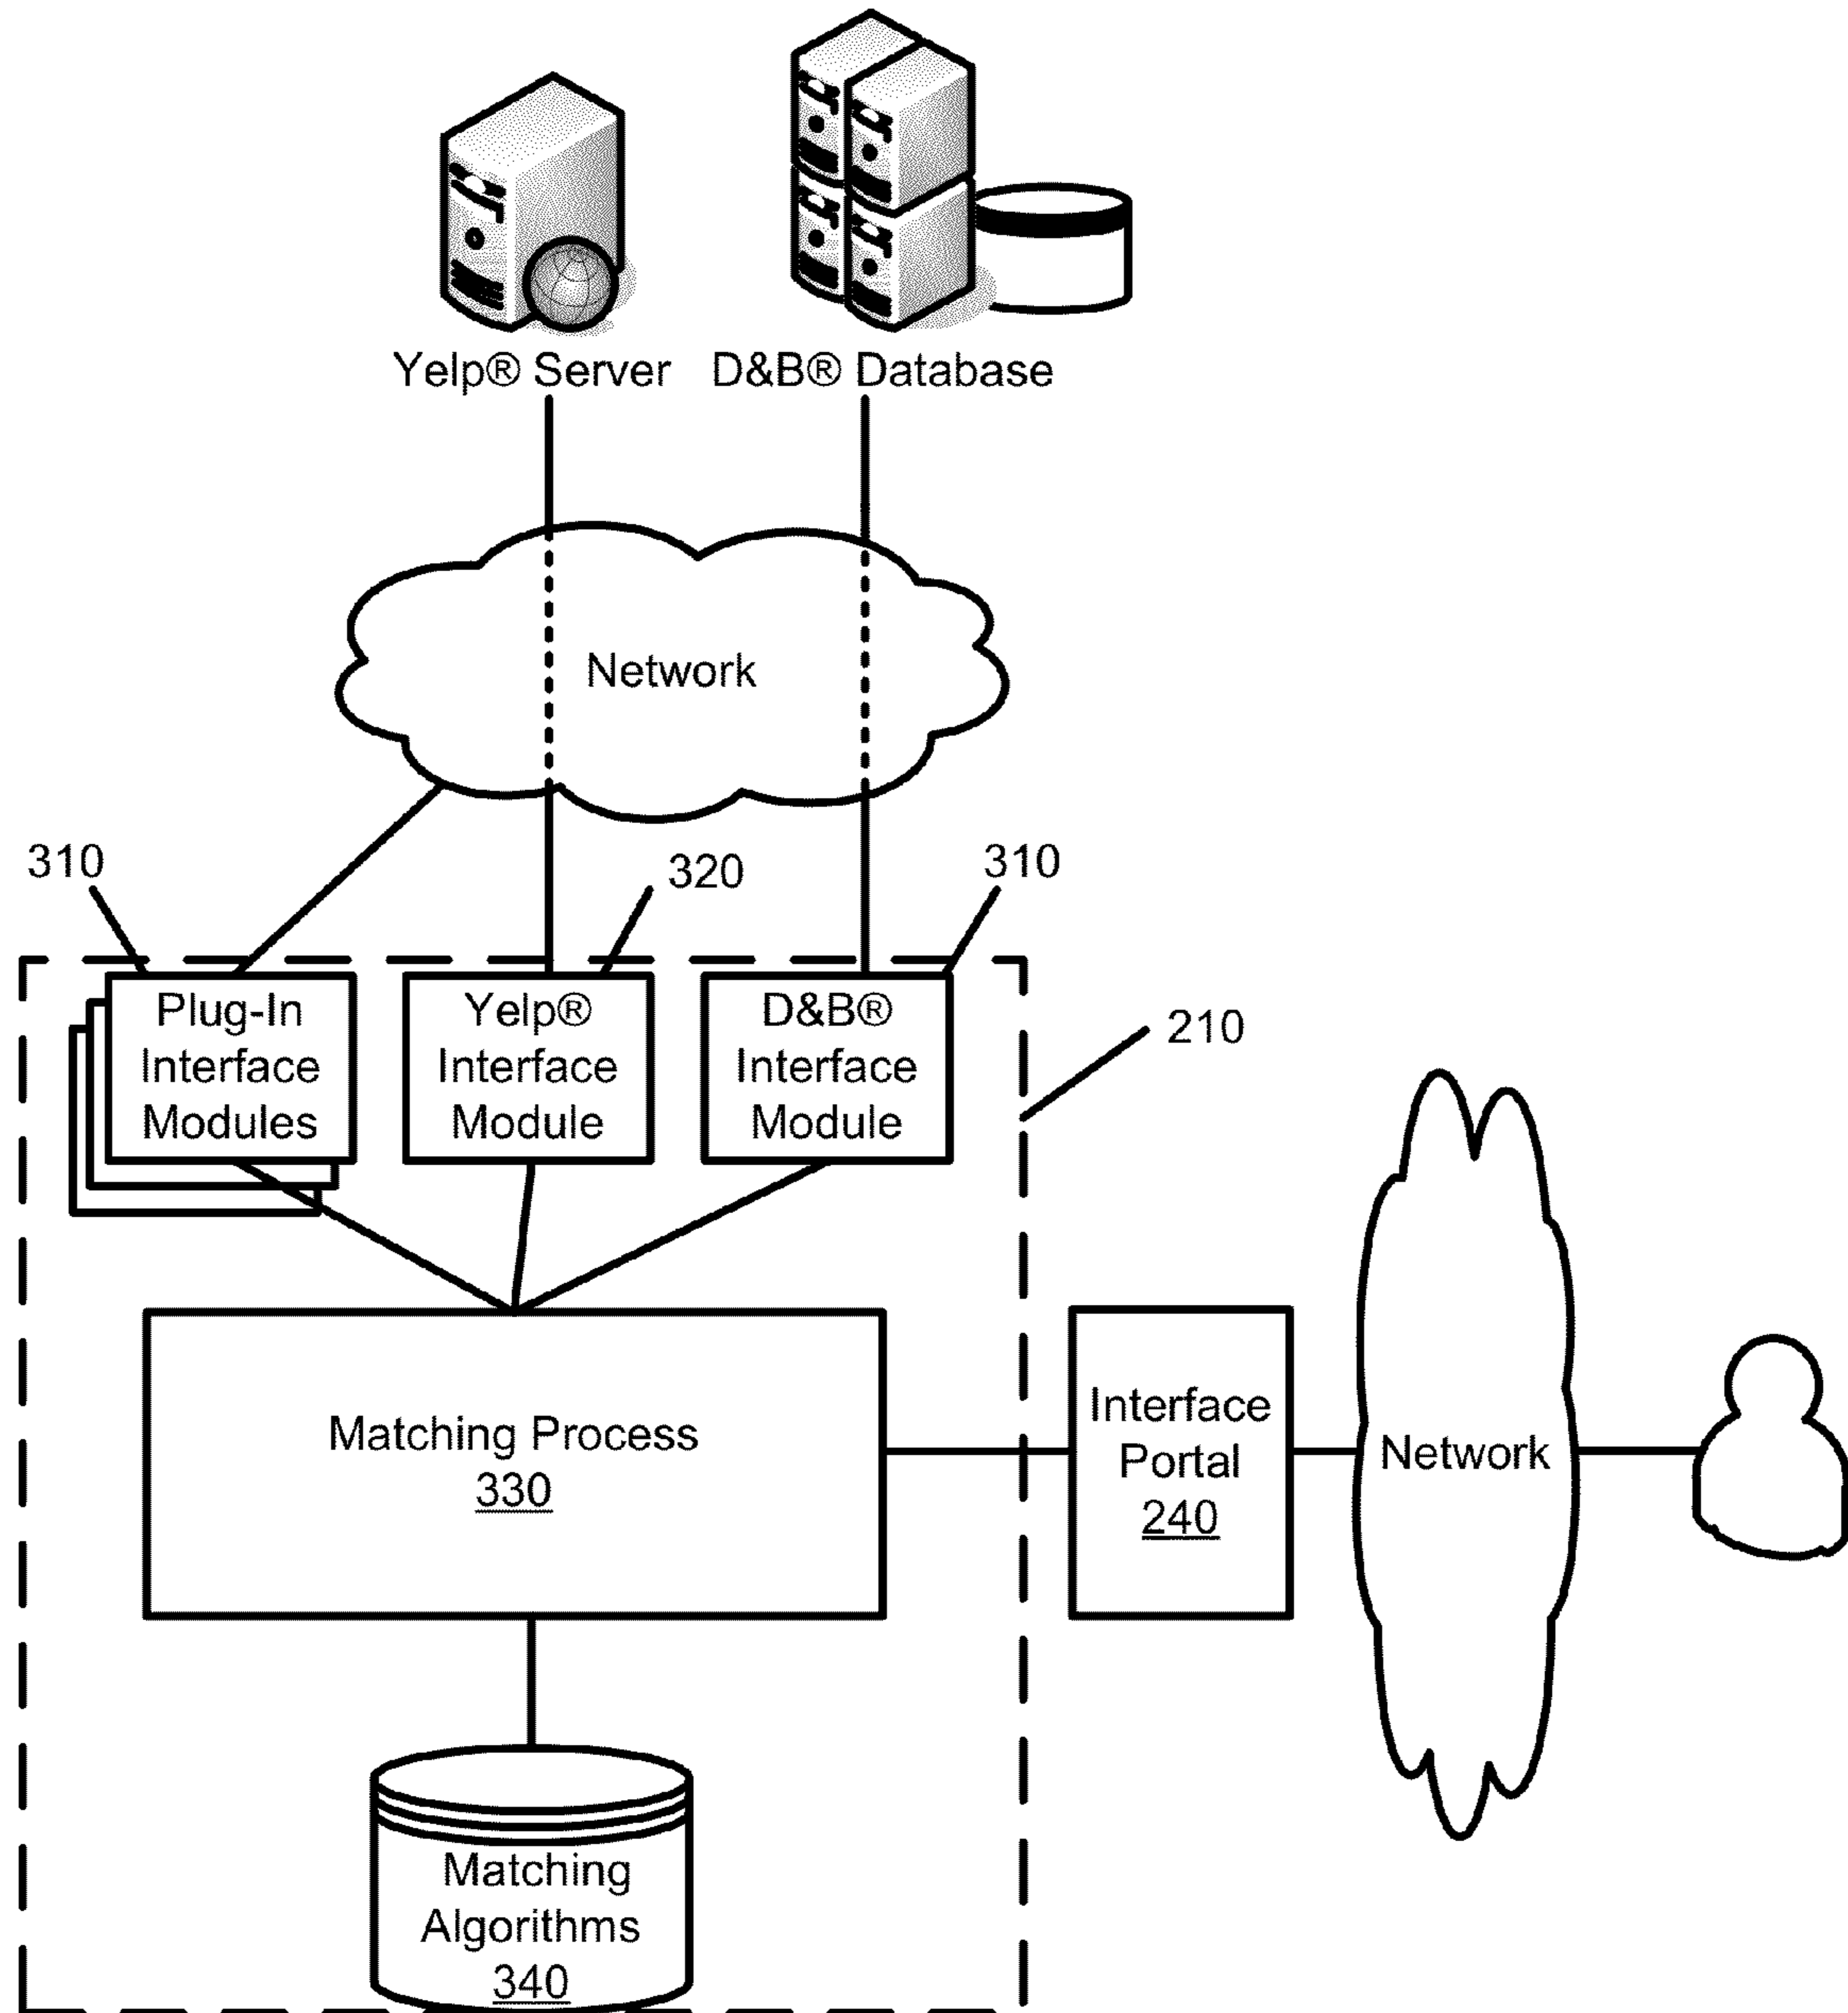 Yelp® Server
D&B® Database
Network
310
320
310
Plug-In
Interface
Modules
Yelp®
Interface
Module
D&B®
Interface
Module
210
Matching Process
330
Interface
Portal
240
Network
Matching
Algorithms
340